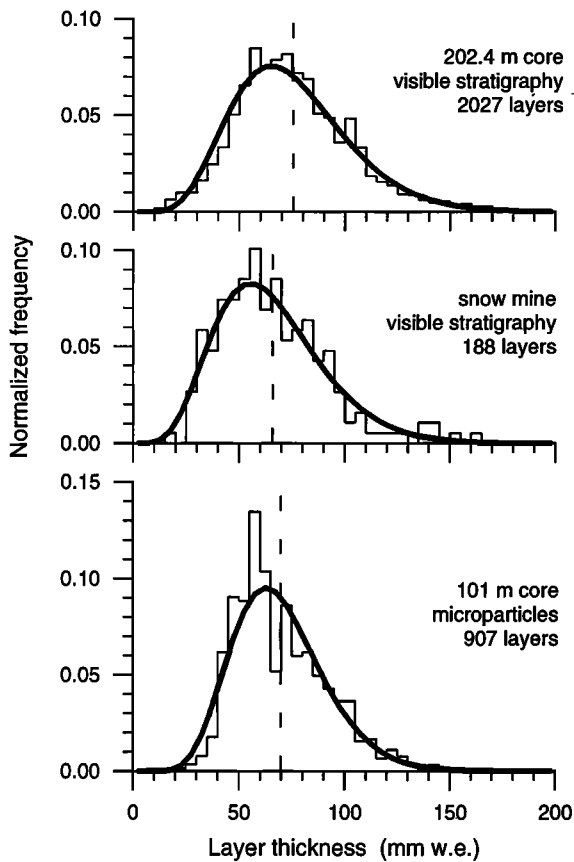 0.10
0.05
0.00
202.4 m core
visible stratigraphy
2027 layers
Normalized frequency
0.10
0.05
0.00
snow mine
visible stratigraphy
188 layers
0.15
0.10
0.05
0.00
101 m core
microparticles
907 layers
0 50 100 150 200
Layer thickness (mm w.e.)